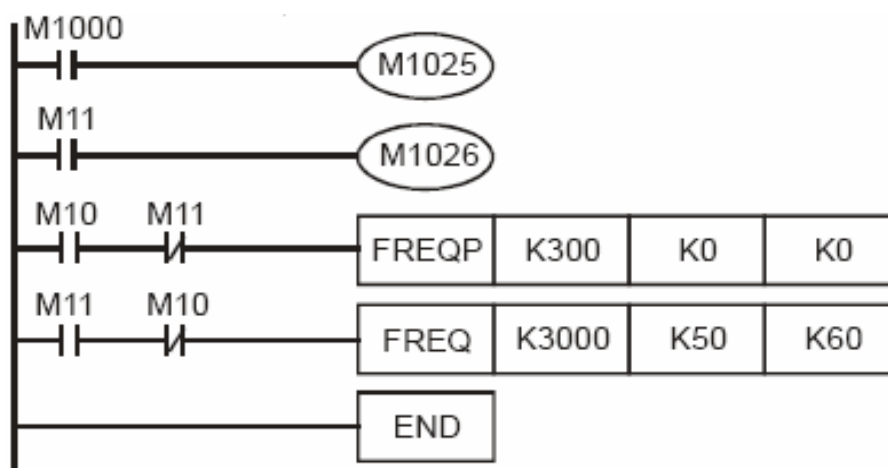 M1000
M1025
M11
M1026
M10 M11
FREQP K300 K0 K0
M11 M10
FREQ K3000 K50 K60
END